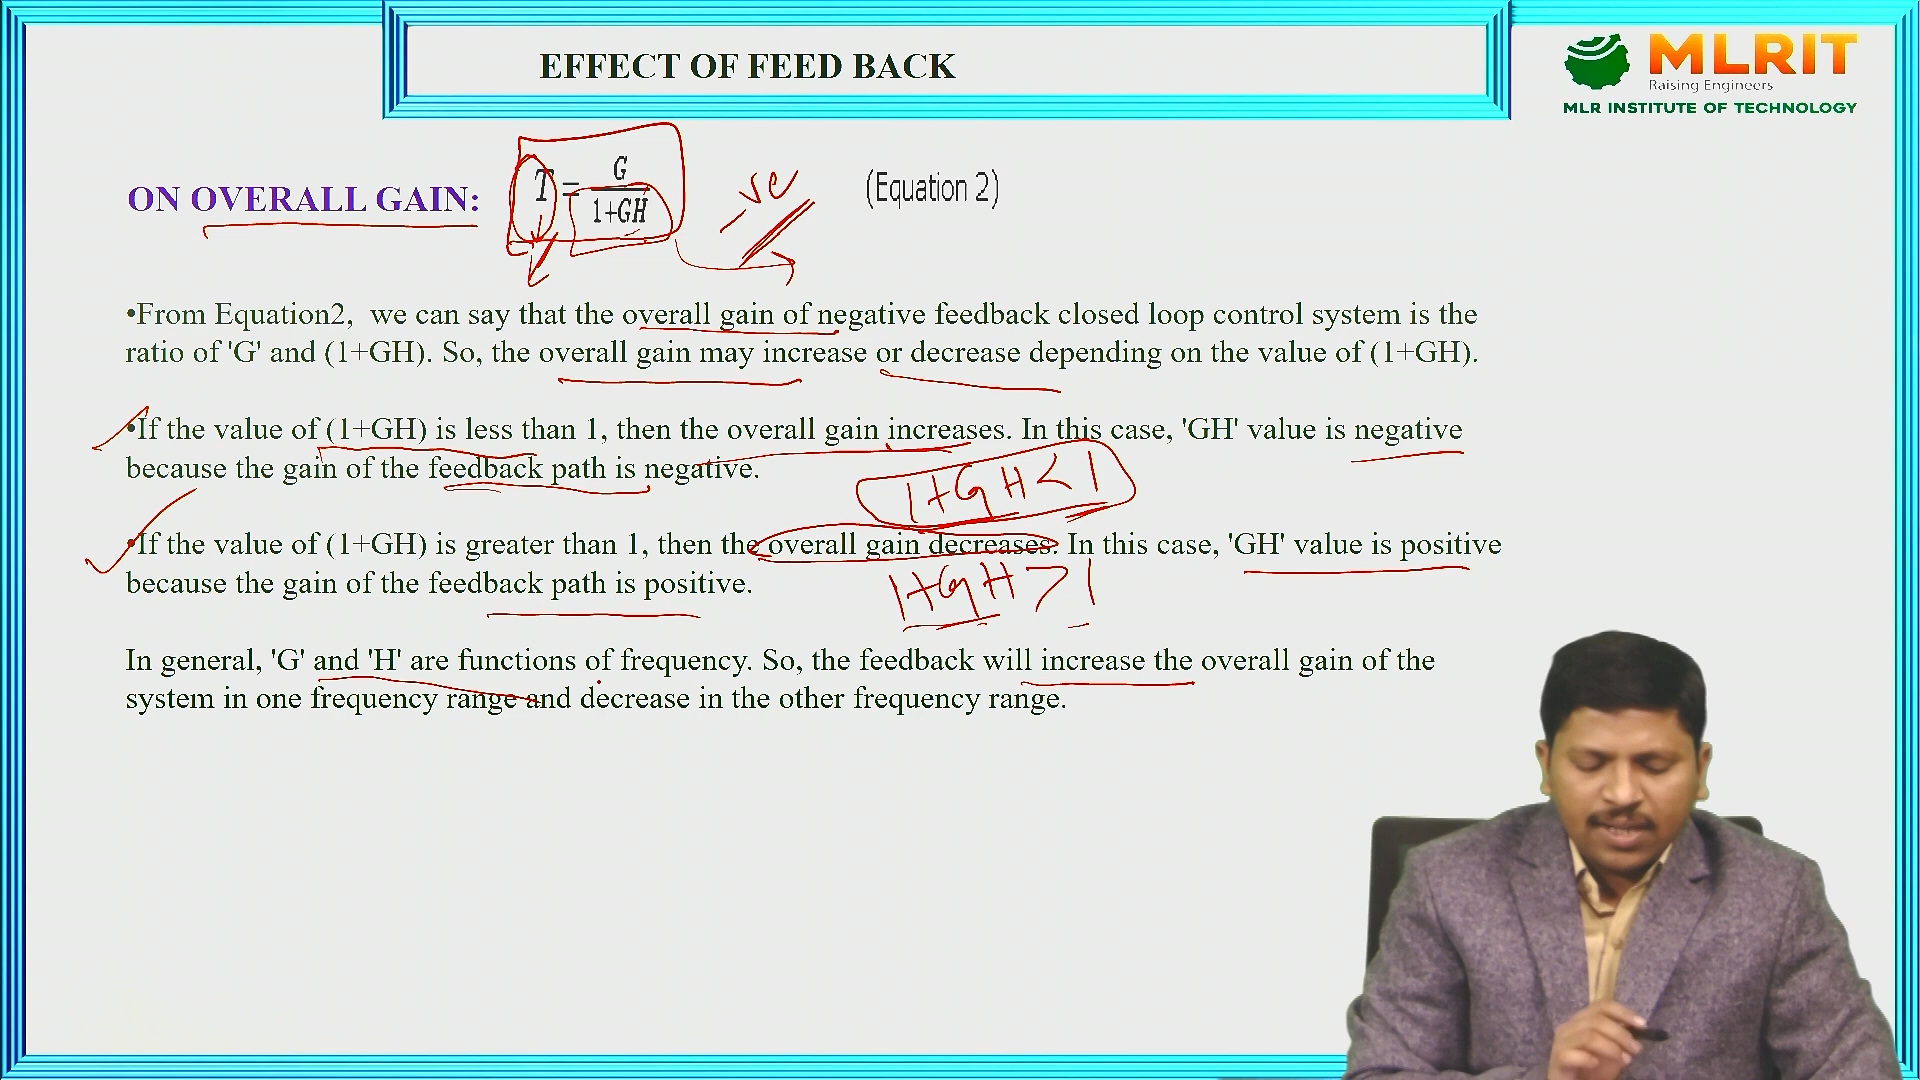 EFFECT OF FEED BACK
MLRIT
Raising Engineers
MLR INSTITUTE OF TECHNOLOGY
ON OVERALL GAIN: T = G / 1+GH (Equation 2)
-ve
•From Equation2, we can say that the overall gain of negative feedback closed loop control system is the
ratio of 'G' and (1+GH). So, the overall gain may increase or decrease depending on the value of (1+GH).
•If the value of (1+GH) is less than 1, then the overall gain increases. In this case, 'GH' value is negative
because the gain of the feedback path is negative.
1+GH<1
•If the value of (1+GH) is greater than 1, then the overall gain decreases. In this case, 'GH' value is positive
because the gain of the feedback path is positive.
1+GH>1
In general, 'G' and 'H' are functions of frequency. So, the feedback will increase the overall gain of the
system in one frequency range and decrease in the other frequency range.